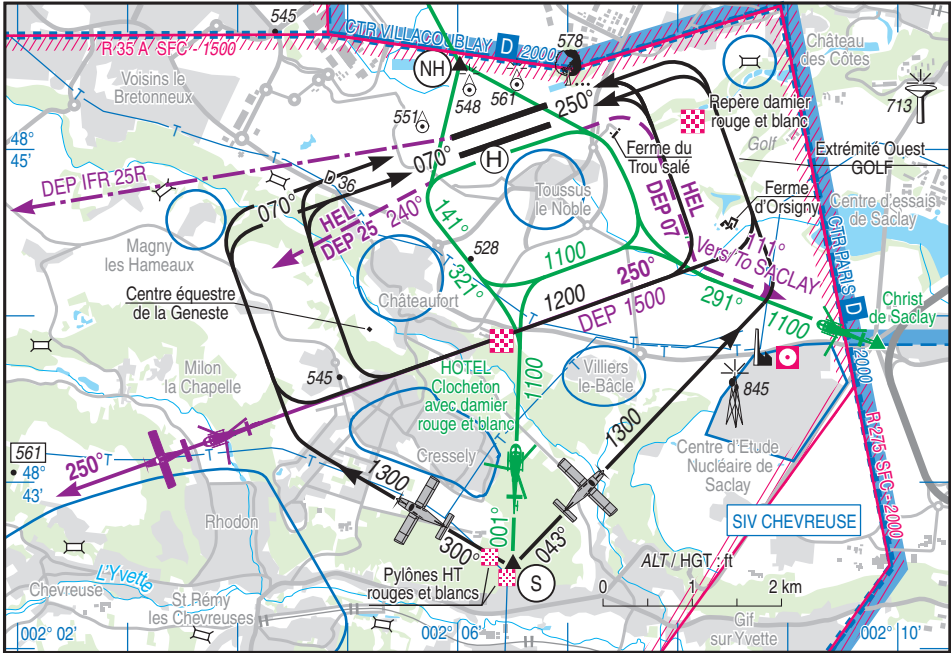 545
CTR VILLACOUBLAY D 2000
R 35 A SFC - 1500
578
Château
des Côtes
Voisins le
Bretonneux
NH
548
561
551
250°
713
Repère damier
rouge et blanc
Golf
48°
45'
070°
H
Ferme du
Trou salé
Extrémité Ouest
GOLF
DEP IFR 25R
D 36
070°
HEL
DEP 25
240°
141°
Toussus
le Noble
HEL
DEP 07
Ferme
d'Orsigny
Centre d'essais
de Saclay
CTR PARIS
D
2000
Magny
les Hameaux
528
321°
1100
250°
111°
Vers/To SACLAY
Centre équestre
de la Geneste
Châteaufort
1200
DEP 1500
291°
1100
Christ
de Saclay
Milon
la Chapelle
545
HOTEL
Clocheton
avec damier
rouge et blanc
1100
Villiers
le-Bâcle
845
561
48°
43'
250°
Cressely
1300
1300
Centre d'Etude
Nucléaire de
Saclay
R 275 SFC - 2000
Rhodon
300°
001°
043°
SIV CHEVREUSE
Pylônes HT
rouges et blancs
S
ALT / HGT : ft
0 1 2 km
Chevreuse
L'Yvette
St Rémy
les Chevreuses
Gif
sur Yvette
002° 02'
002° 06'
002° 10'
T
T
T
T
T
T
T
T